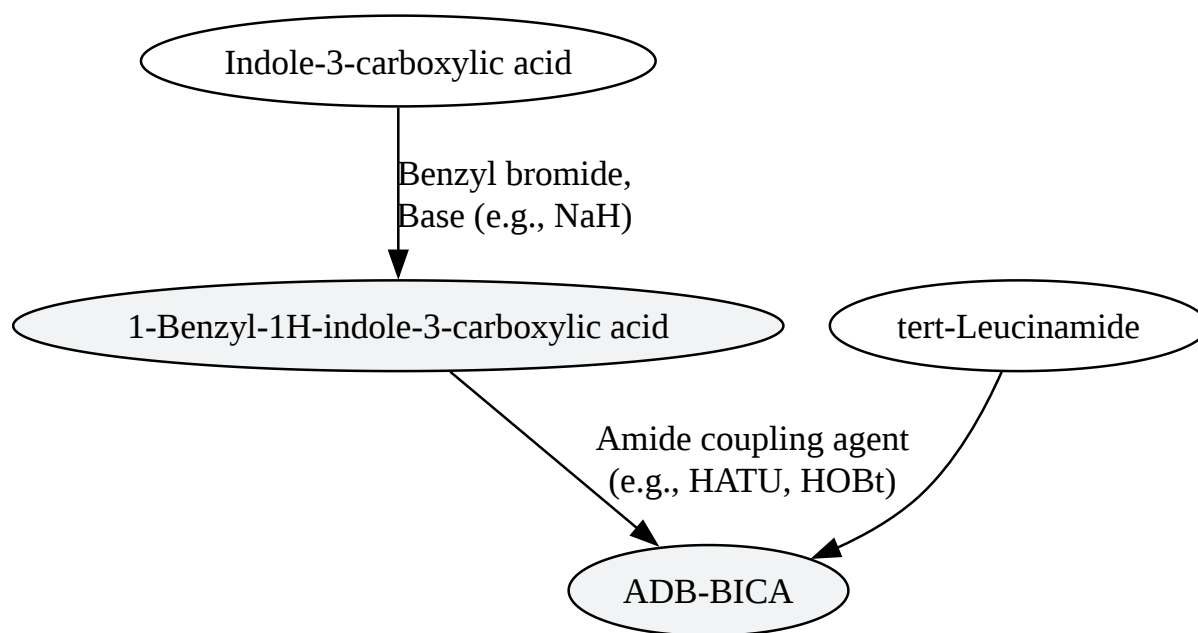 Indole-3-carboxylic acid
Benzyl bromide,
Base (e.g., NaH)
1-Benzyl-1H-indole-3-carboxylic acid
tert-Leucinamide
Amide coupling agent
(e.g., HATU, HOBt)
ADB-BICA